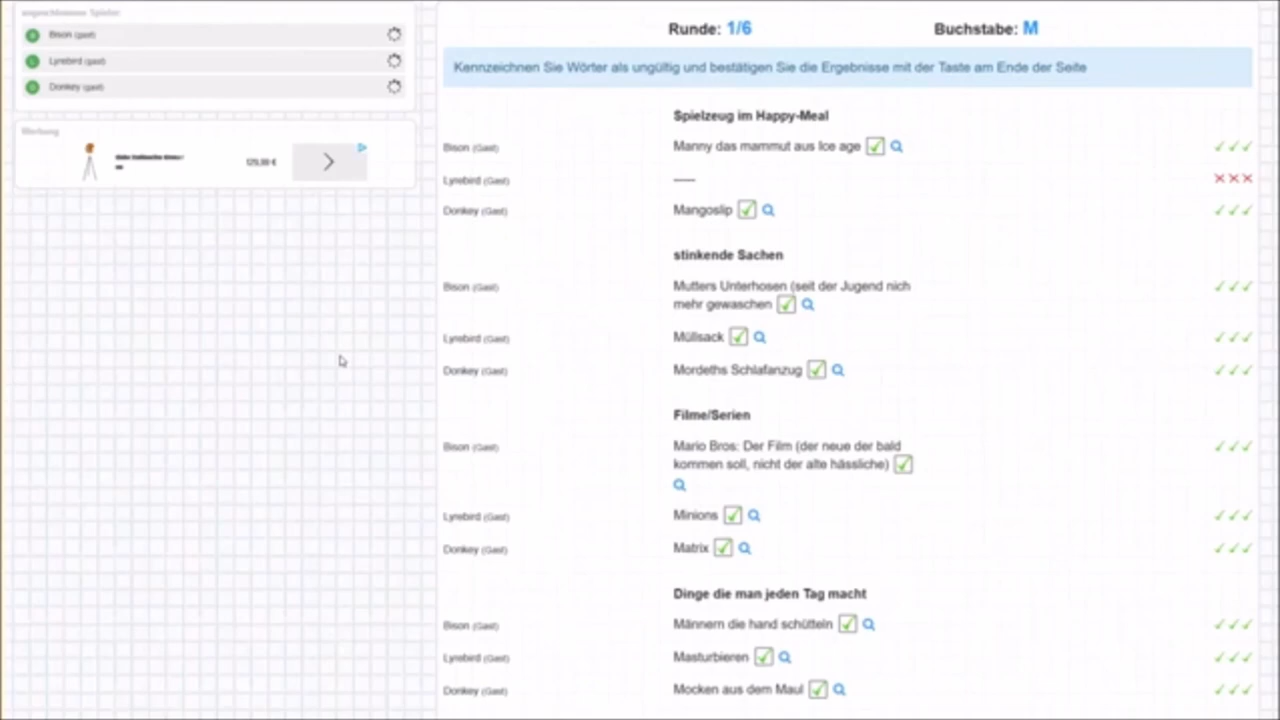 angeschlossene Spieler
Bison (gast)
Lyrebird (gast)
Donkey (gast)
Werbung
129,99 €
Runde: 1/6
Buchstabe: M
Kennzeichnen Sie Wörter als ungültig und bestätigen Sie die Ergebnisse mit der Taste am Ende der Seite
Spielzeug im Happy-Meal
Bison (Gast) Manny das mammut aus Ice age
Lyrebird (Gast) -----
Donkey (Gast) Mangoslip
stinkende Sachen
Bison (Gast) Mutters Unterhosen (seit der Jugend nich
mehr gewaschen
Lyrebird (Gast) Müllsack
Donkey (Gast) Mordeths Schlafanzug
Filme/Serien
Bison (Gast) Mario Bros: Der Film (der neue der bald
kommen soll, nicht der alte hässliche)
Lyrebird (Gast) Minions
Donkey (Gast) Matrix
Dinge die man jeden Tag macht
Bison (Gast) Männern die hand schütteln
Lyrebird (Gast) Masturbieren
Donkey (Gast) Mocken aus dem Maul